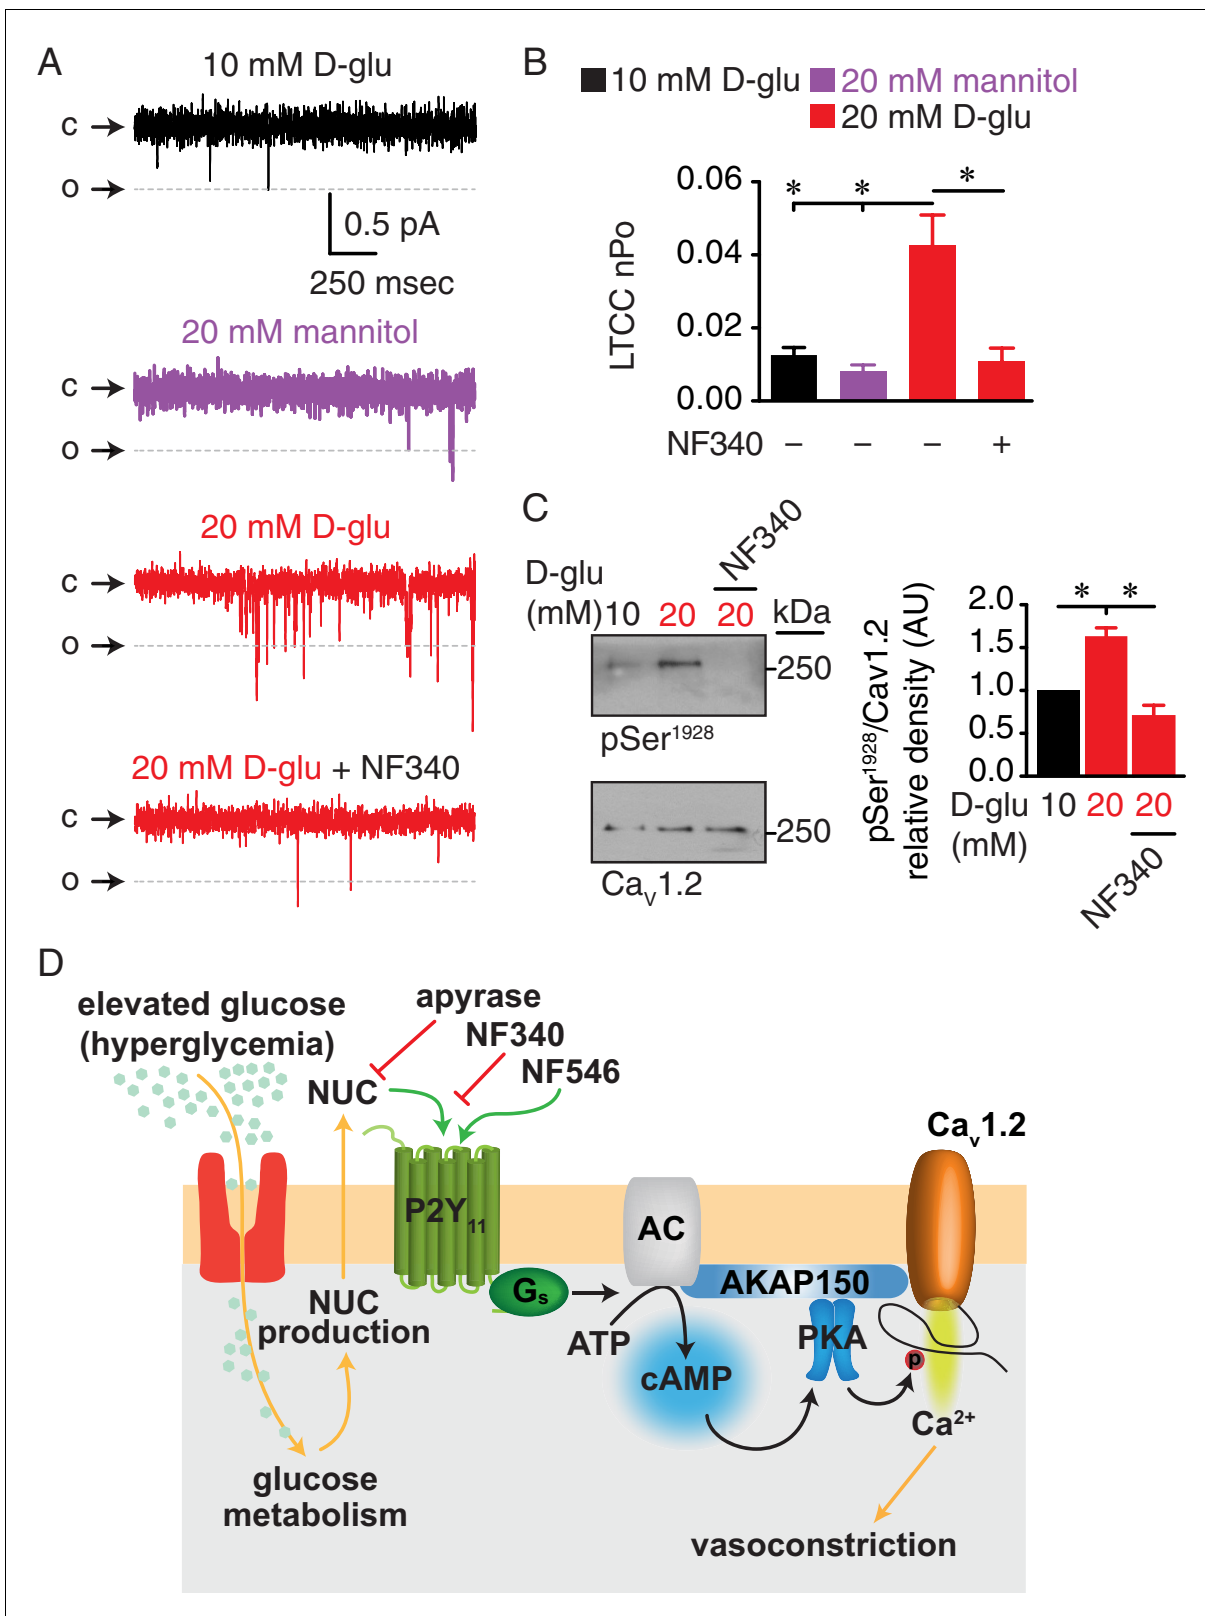 A
10 mM D-glu
c
o
0.5 pA
250 msec
20 mM mannitol
c
o
20 mM D-glu
c
o
20 mM D-glu + NF340
c
o
B
10 mM D-glu
20 mM mannitol
20 mM D-glu
* * *
LTCC nPo
0.06
0.04
0.02
0.00
NF340 – – – +
C
NF340
D-glu
(mM) 10 20 20 kDa
250
pSer¹⁹²⁸
250
Caᵥ1.2
pSer¹⁹²⁸/Cav1.2
relative density (AU)
* *
2.0
1.5
1.0
0.5
0.0
D-glu 10 20 20
(mM)
NF340
D
elevated glucose
(hyperglycemia)
apyrase
NF340
NF546
NUC
P2Y₁₁
Gₛ
AC
AKAP150
Caᵥ1.2
NUC
production
ATP
cAMP
PKA
p
Ca²⁺
glucose
metabolism
vasoconstriction